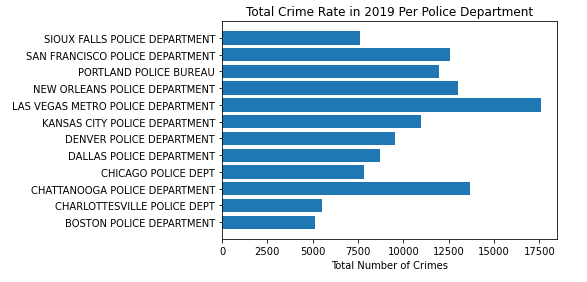 Total Crime Rate in 2019 Per Police Department
SIOUX FALLS POLICE DEPARTMENT
SAN FRANCISCO POLICE DEPARTMENT
PORTLAND POLICE BUREAU
NEW ORLEANS POLICE DEPARTMENT
LAS VEGAS METRO POLICE DEPARTMENT
KANSAS CITY POLICE DEPARTMENT
DENVER POLICE DEPARTMENT
DALLAS POLICE DEPARTMENT
CHICAGO POLICE DEPT
CHATTANOOGA POLICE DEPARTMENT
CHARLOTTESVILLE POLICE DEPT
BOSTON POLICE DEPARTMENT
0 2500 5000 7500 10000 12500 15000 17500
Total Number of Crimes